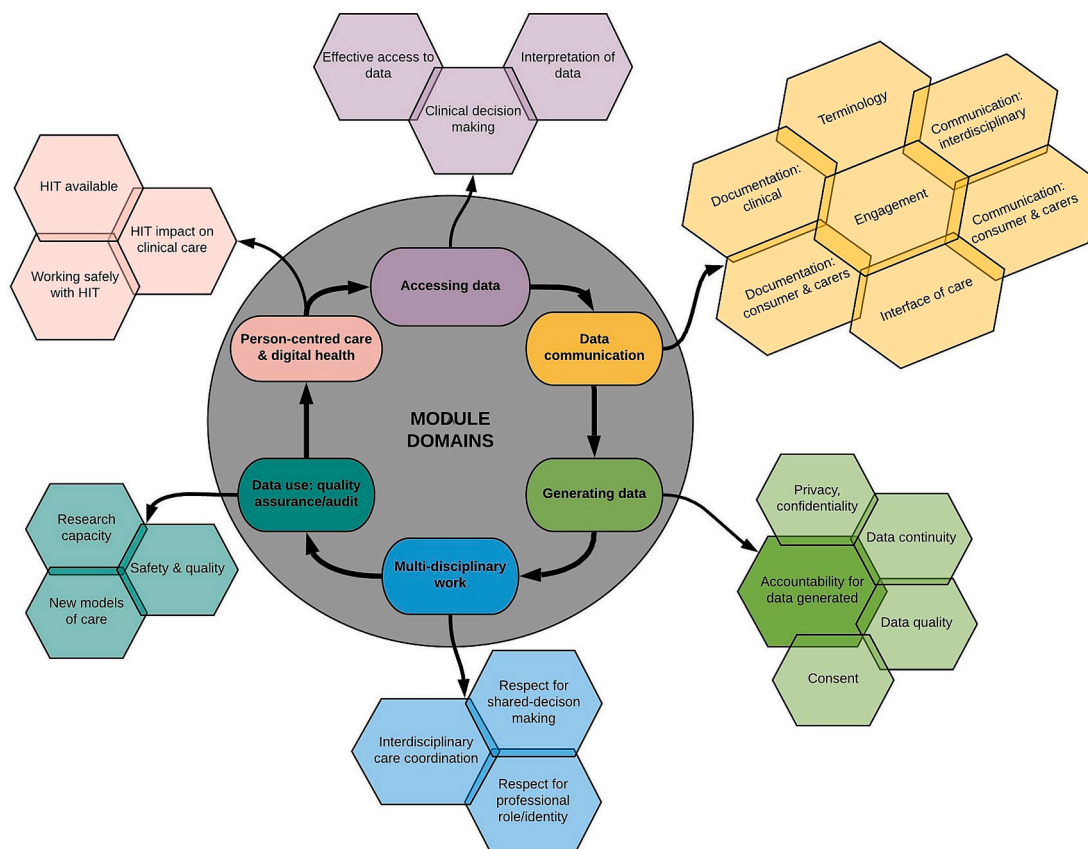 Effective access to
data
Interpretation of
data
Clinical decision
making
Terminology
Communication:
interdisciplinary
Documentation:
clinical
Engagement
Communication:
consumer & carers
Documentation:
consumer & carers
Interface of care
HIT available
HIT impact on
clinical care
Working safely
with HIT
Accessing data
Person-centred care
& digital health
Data
communication
MODULE
DOMAINS
Data use: quality
assurance/audit
Generating data
Multi-disciplinary
work
Privacy,
confidentiality
Data continuity
Accountability for
data generated
Data quality
Consent
Research
capacity
Safety & quality
New models
of care
Respect for
shared-decison
making
Interdisciplinary
care coordination
Respect for
professional
role/identity